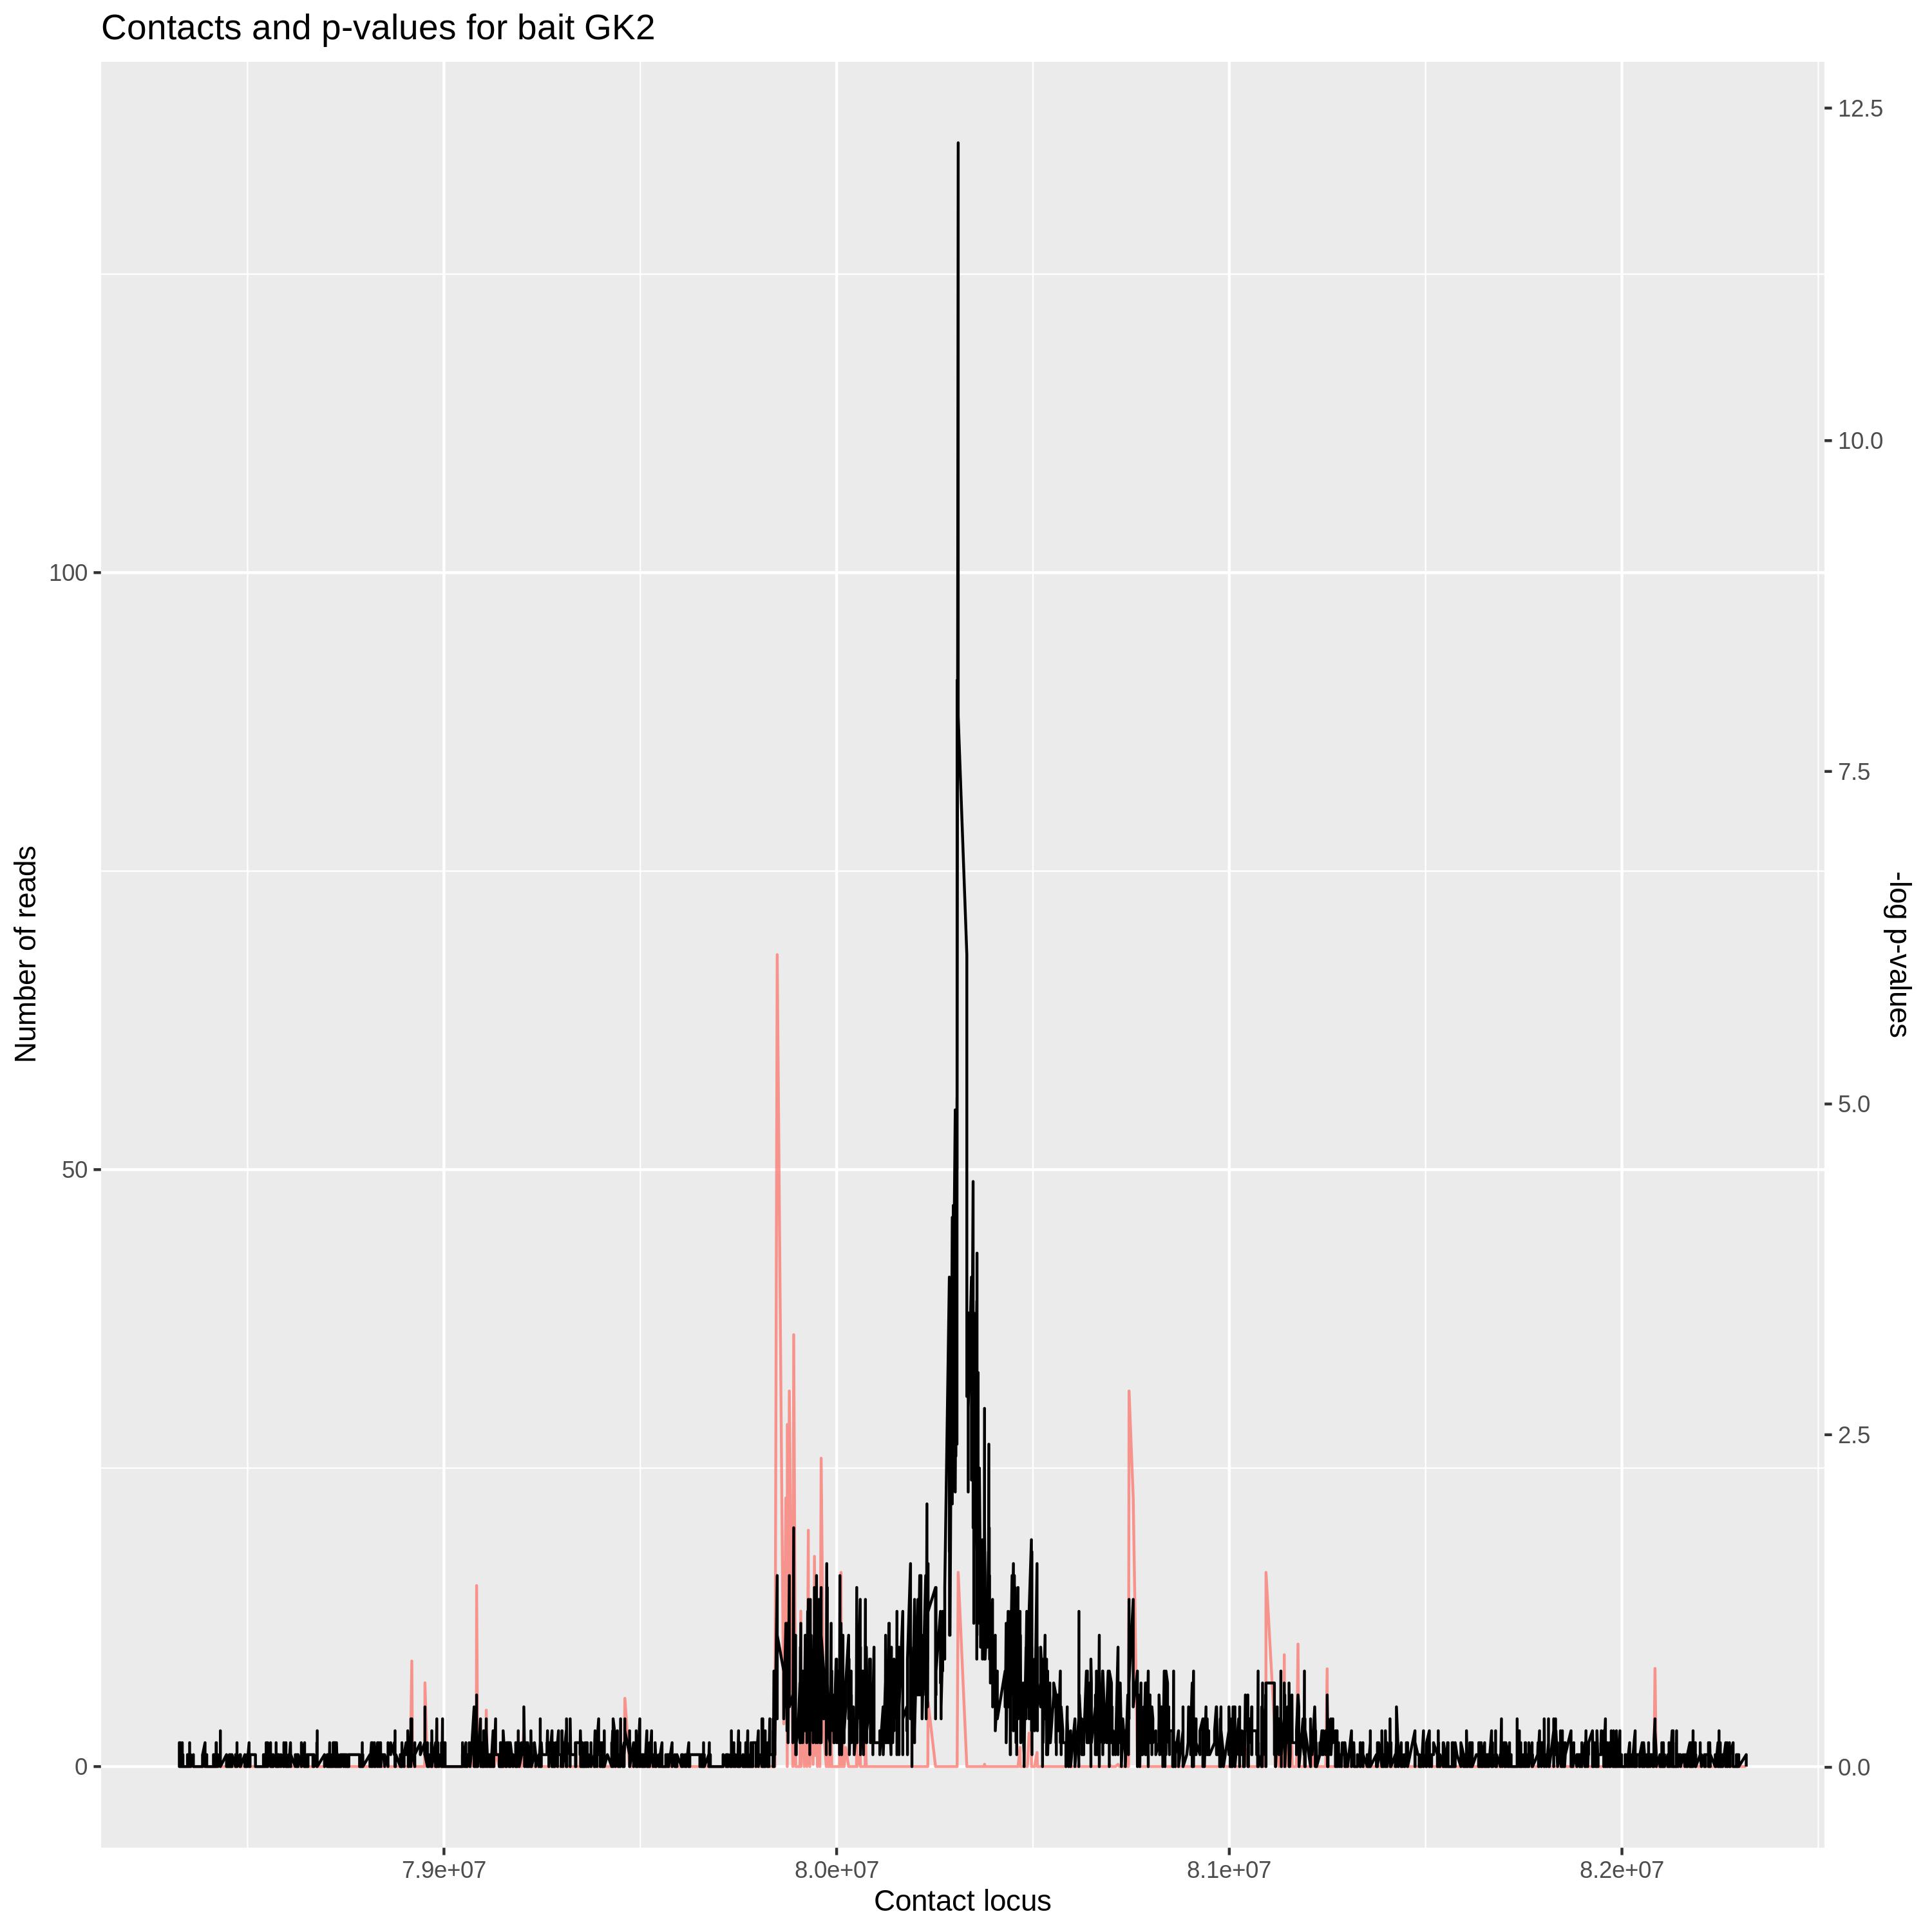 Contacts and p-values for bait GK2
12.5
10.0
100
7.5
Number of reads
-log p-values
5.0
50
2.5
0
0.0
7.9e+07
8.0e+07
8.1e+07
8.2e+07
Contact locus